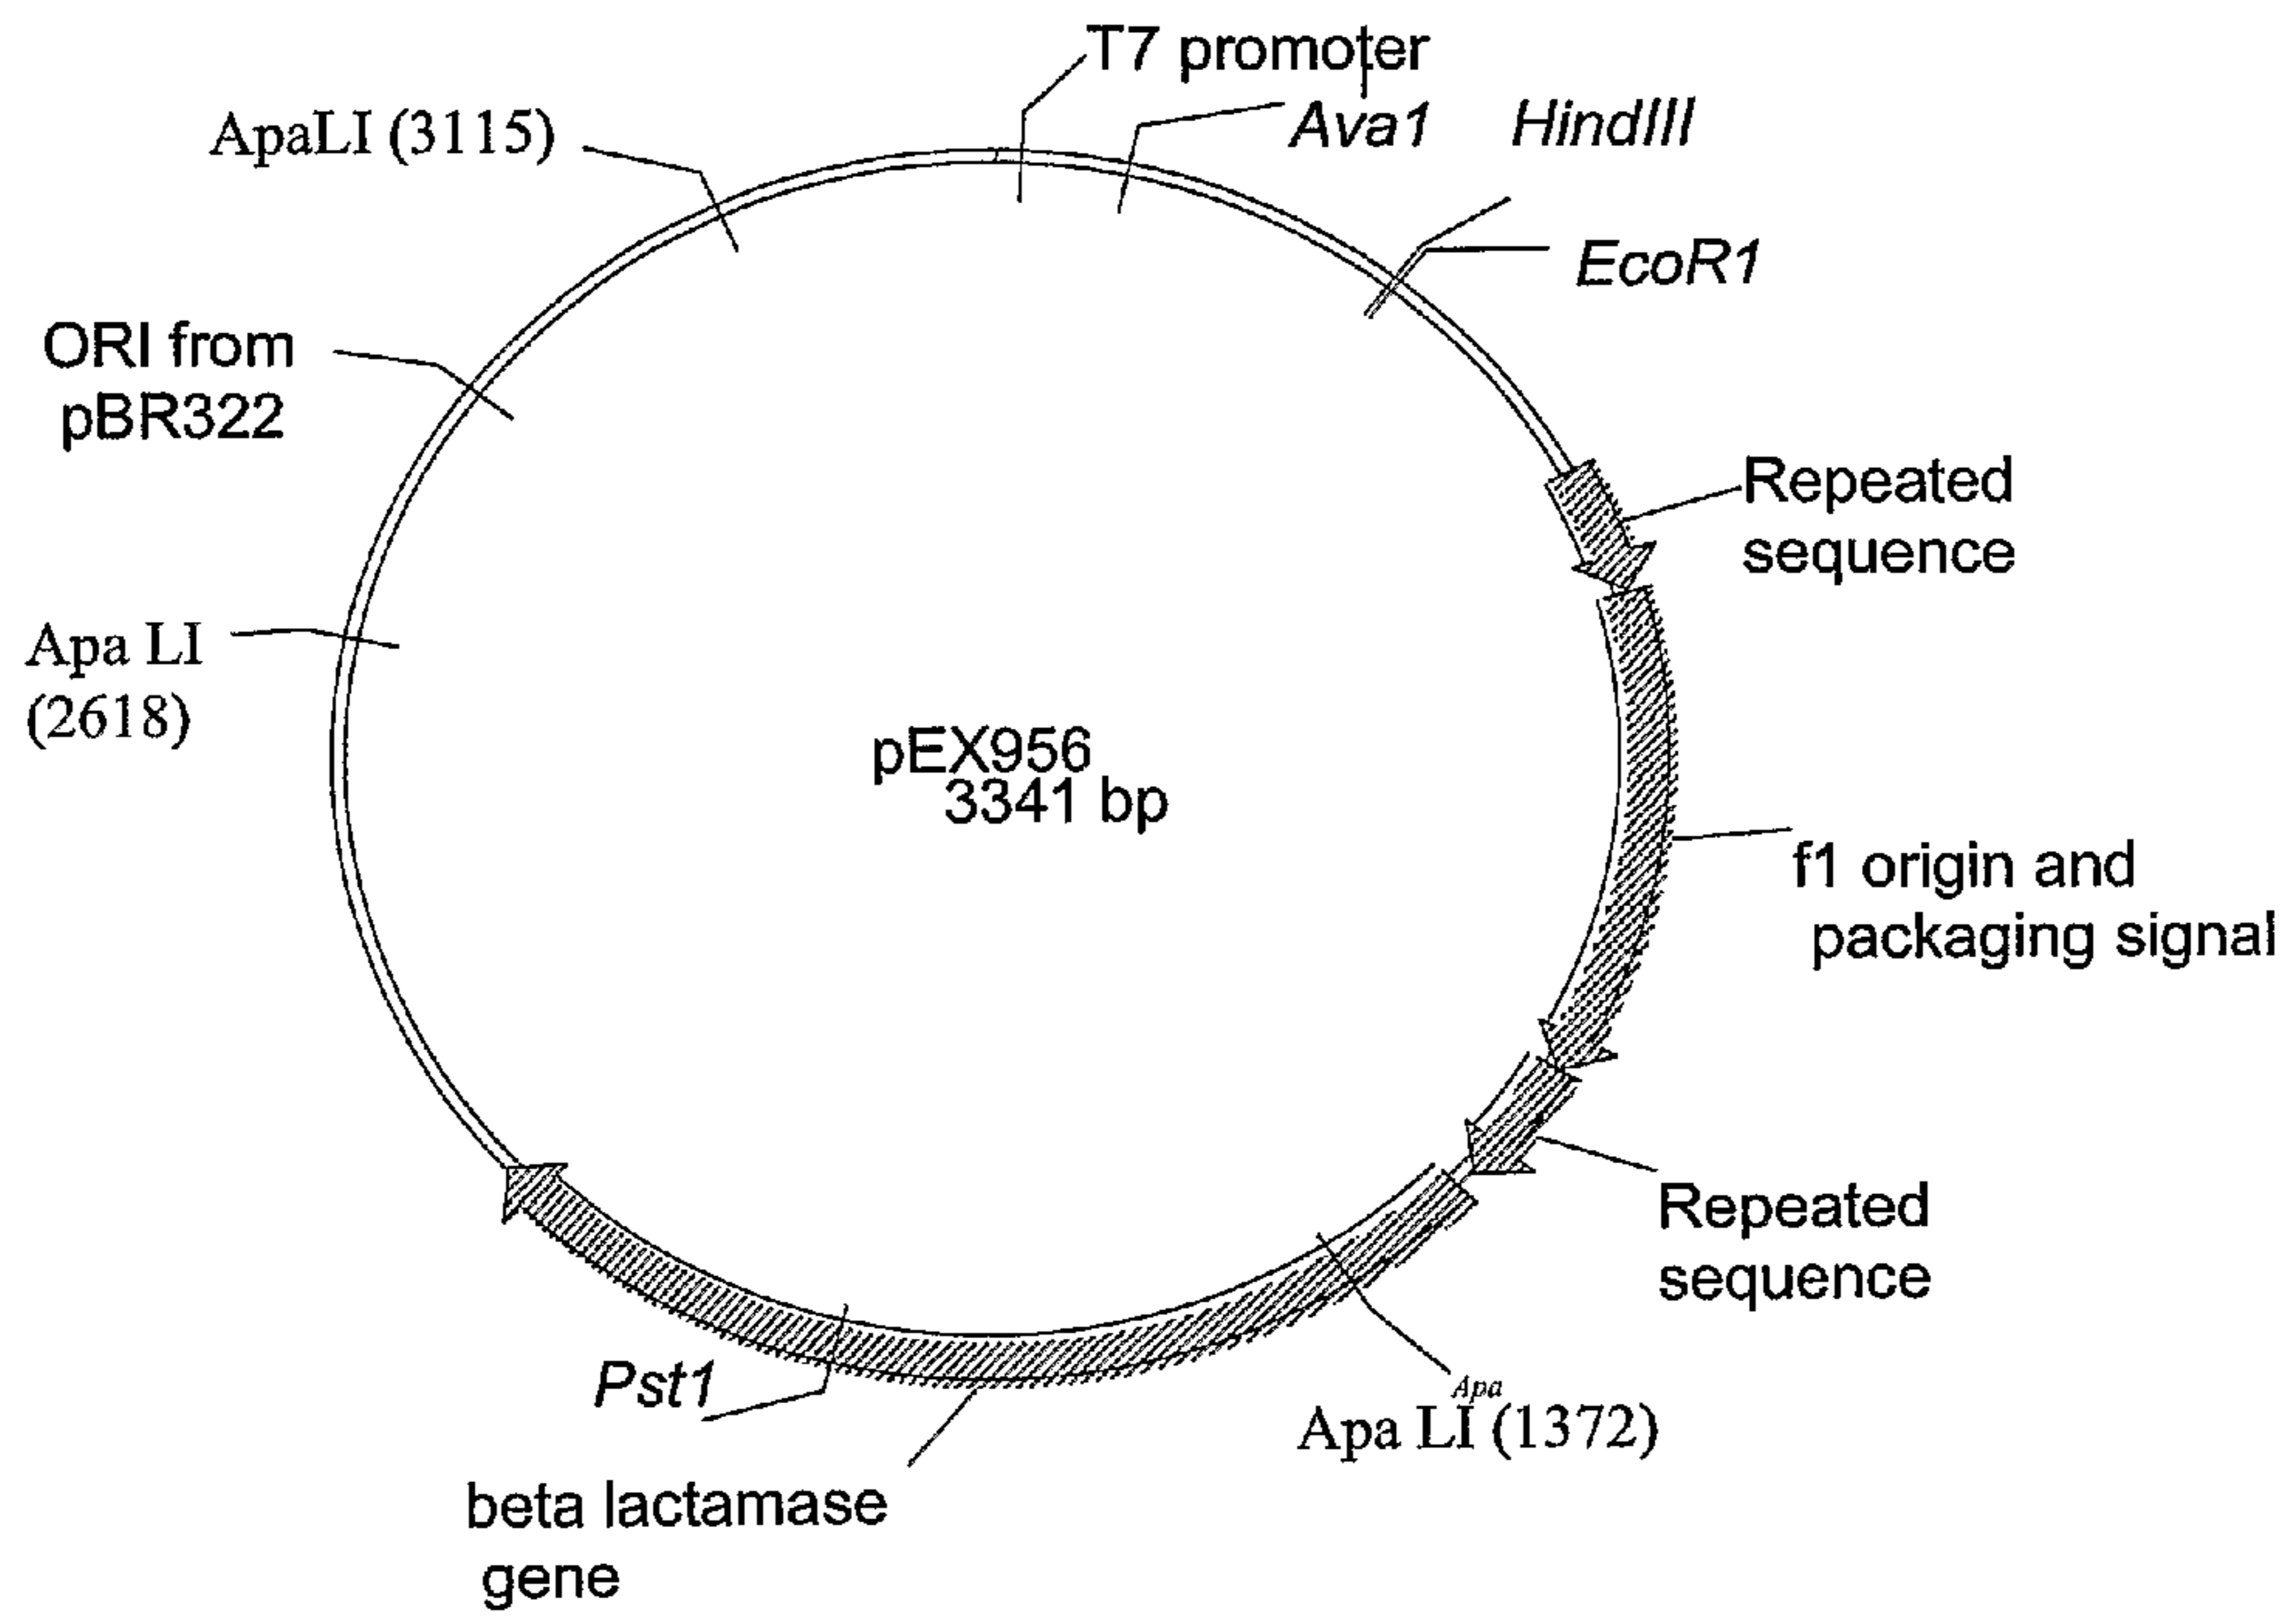 T7 promoter
ApaLI (3115)
Ava1
HindIII
EcoR1
ORI from
pBR322
Repeated
sequence
Apa LI
(2618)
pEX956
3341 bp
f1 origin and
packaging signal
Repeated
sequence
Pst1
Apa
Apa LI (1372)
beta lactamase
gene